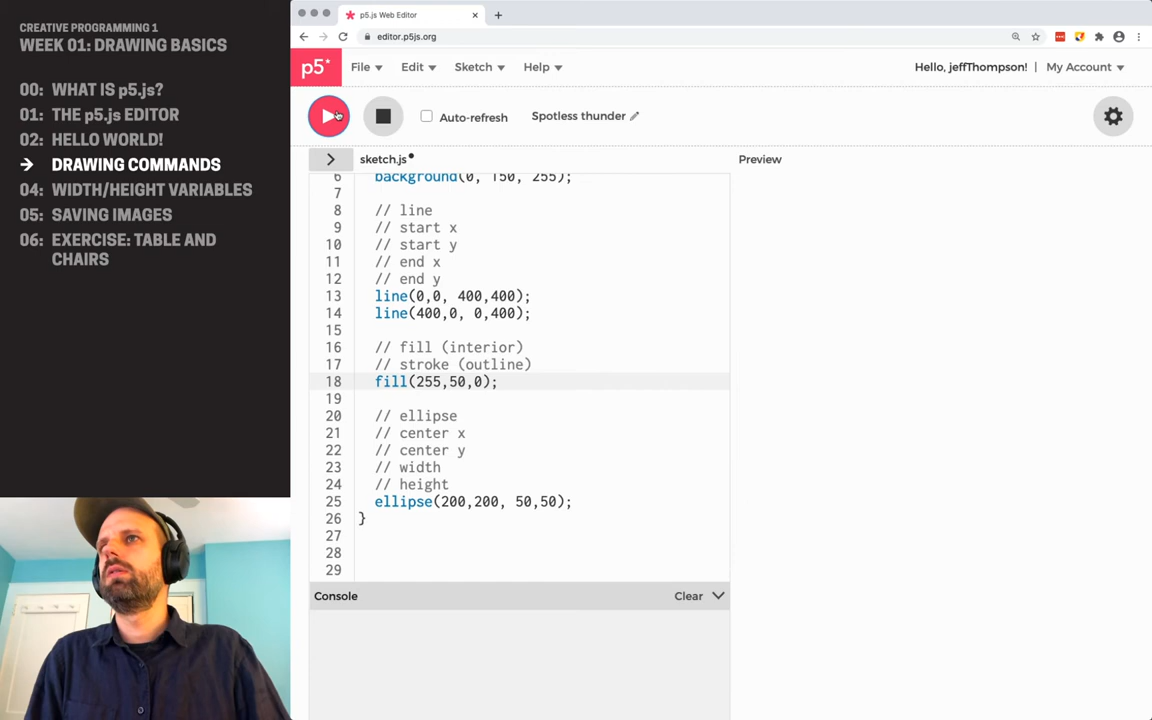 CREATIVE PROGRAMMING 1
WEEK 01: DRAWING BASICS
00: WHAT IS p5.js?
01: THE p5.js EDITOR
02: HELLO WORLD!
→ DRAWING COMMANDS
04: WIDTH/HEIGHT VARIABLES
05: SAVING IMAGES
06: EXERCISE: TABLE AND
CHAIRS
p5.js Web Editor
editor.p5js.org
p5* File Edit Sketch Help Hello, jeffThompson! My Account
Auto-refresh Spotless thunder
sketch.js Preview
6 background(0, 150, 255);
7
8 // line
9 // start x
10 // start y
11 // end x
12 // end y
13 line(0,0, 400,400);
14 line(400,0, 0,400);
15
16 // fill (interior)
17 // stroke (outline)
18 fill(255,50,0);
19
20 // ellipse
21 // center x
22 // center y
23 // width
24 // height
25 ellipse(200,200, 50,50);
26 }
27
28
29
Console Clear